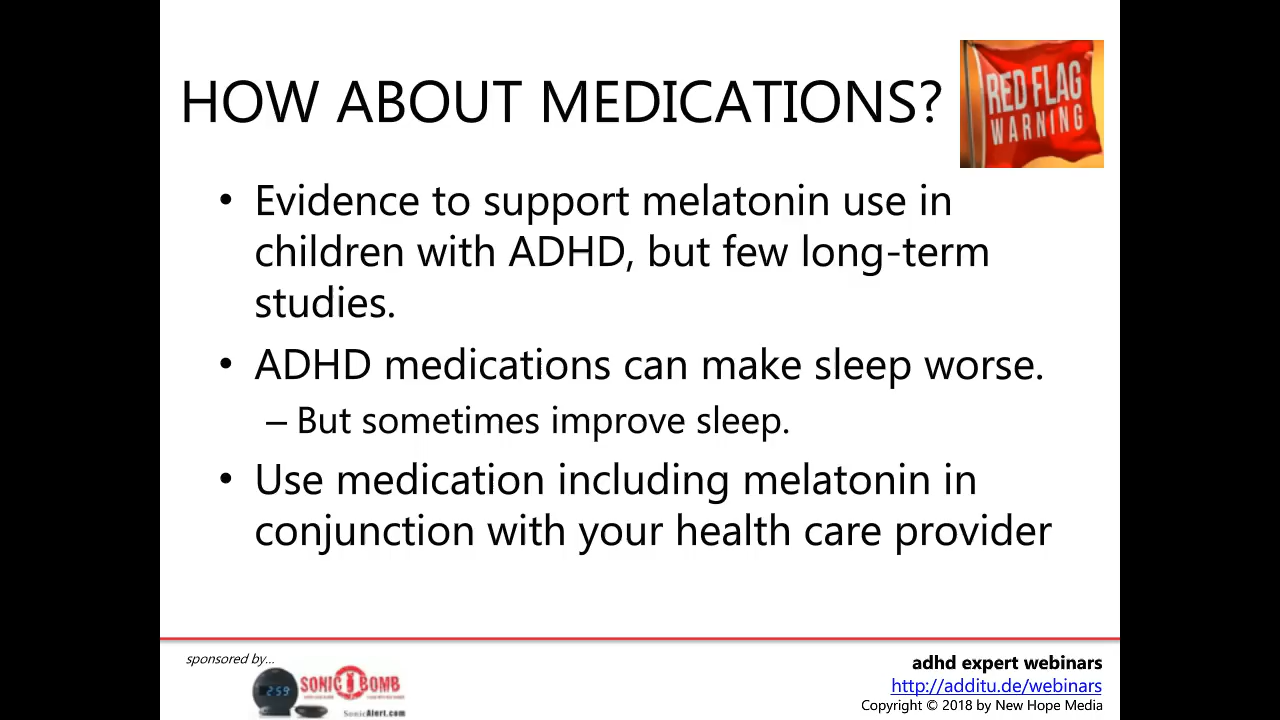 HOW ABOUT MEDICATIONS?
RED FLAG
WARNING
• Evidence to support melatonin use in
children with ADHD, but few long-term
studies.
• ADHD medications can make sleep worse.
– But sometimes improve sleep.
• Use medication including melatonin in
conjunction with your health care provider
sponsored by...
2:59
SONIC BOMB
SonicAlert.com
adhd expert webinars
http://additu.de/webinars
Copyright © 2018 by New Hope Media